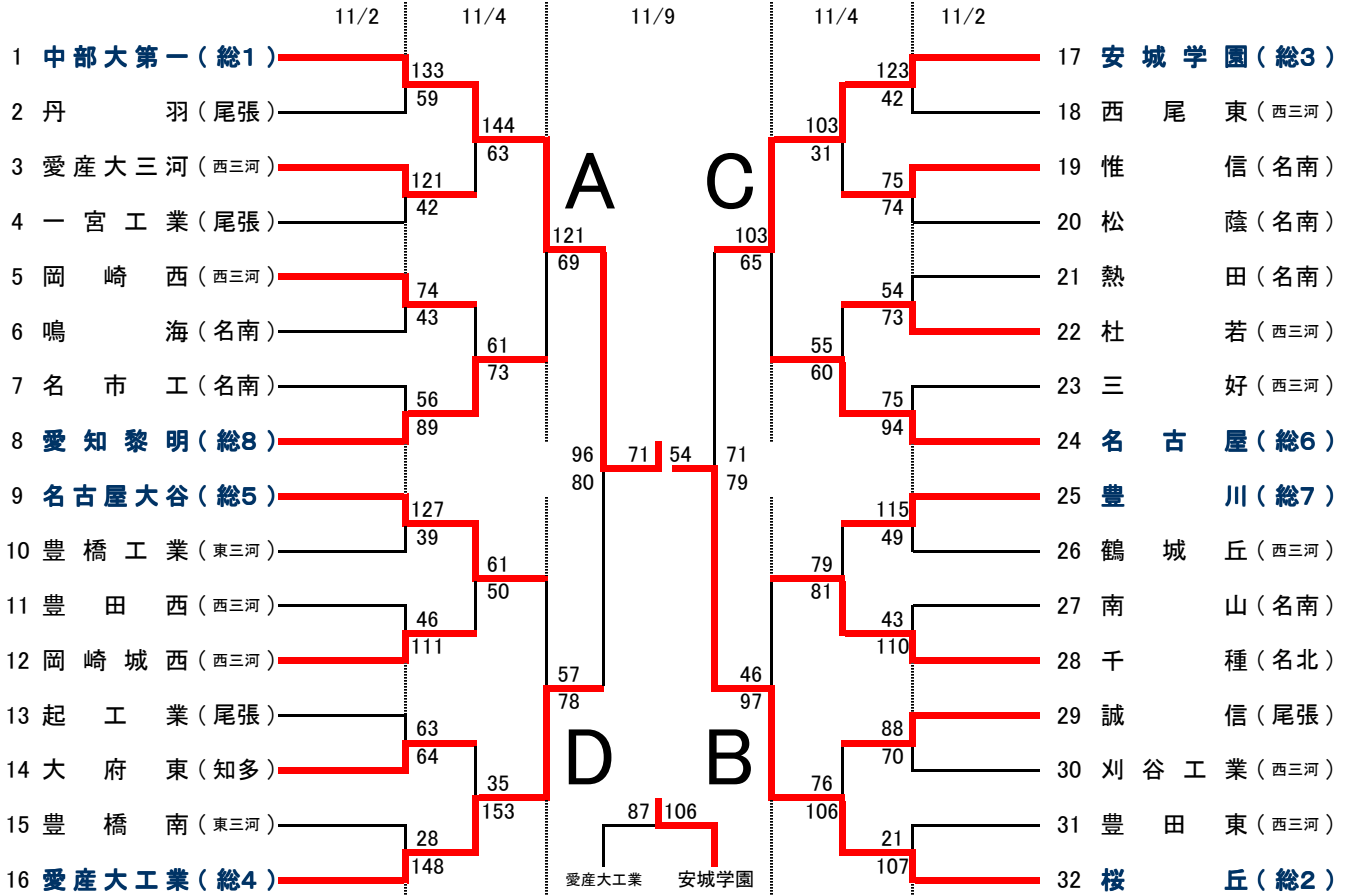 11/2 11/4 11/9 11/4 11/2
1 中部大第一(総1) 17 安城学園(総3)
133 123
59 42
2 丹羽(尾張) 18 西尾東(西三河)
144 103
63 31
3 愛産大三河(西三河) A C 19 惟信(名南)
121 75
42 74
4 一宮工業(尾張) 20 松蔭(名南)
121 103
69 65
5 岡崎西(西三河) 21 熱田(名南)
74 54
43 73
6 鳴海(名南) 22 杜若(西三河)
61 55
73 60
7 名市工(名南) 23 三好(西三河)
56 75
89 94
8 愛知黎明(総8) 24 名古屋(総6)
96 71 54 71
80 79
9 名古屋大谷(総5) 25 豊川(総7)
127 115
39 49
10 豊橋工業(東三河) 26 鶴城丘(西三河)
61 79
50 81
11 豊田西(西三河) 27 南山(名南)
46 43
111 110
12 岡崎城西(西三河) 28 千種(名北)
57 46
78 97
13 起工業(尾張) 29 誠信(尾張)
63 88
64 70
D B
14 大府東(知多) 30 刈谷工業(西三河)
35 76
153 106
87 106
15 豊橋南(東三河) 31 豊田東(西三河)
28 21
148 107
16 愛産大工業(総4) 愛産大工業 安城学園 32 桜丘(総2)